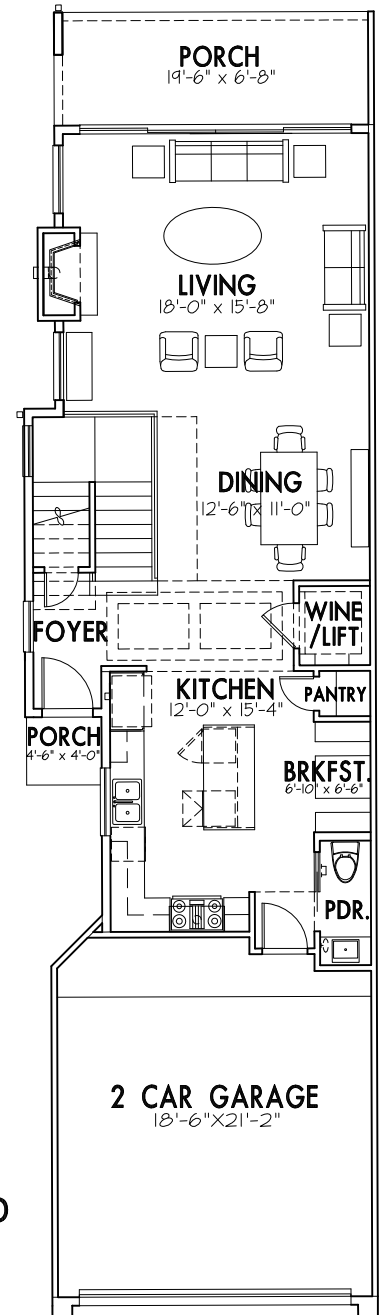 PORCH
19'-6" x 6'-8"
LIVING
18'-0" x 15'-8"
DINING
12'-6" x 11'-0"
WINE
/LIFT
FOYER
KITCHEN
12'-0" x 15'-4"
PANTRY
PORCH
4'-6" x 4'-0"
BRKFST.
6'-10" x 6'-6"
PDR.
2 CAR GARAGE
18'-6"X21'-2"